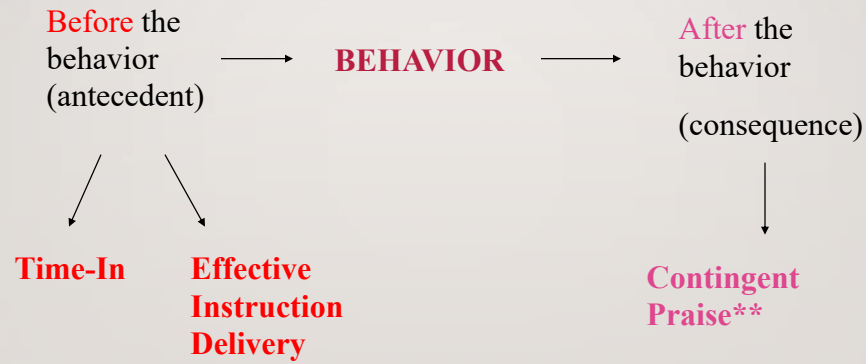 Before the
behavior
(antecedent)
BEHAVIOR
After the
behavior
(consequence)
Time-In
Effective
Instruction
Delivery
Contingent
Praise**